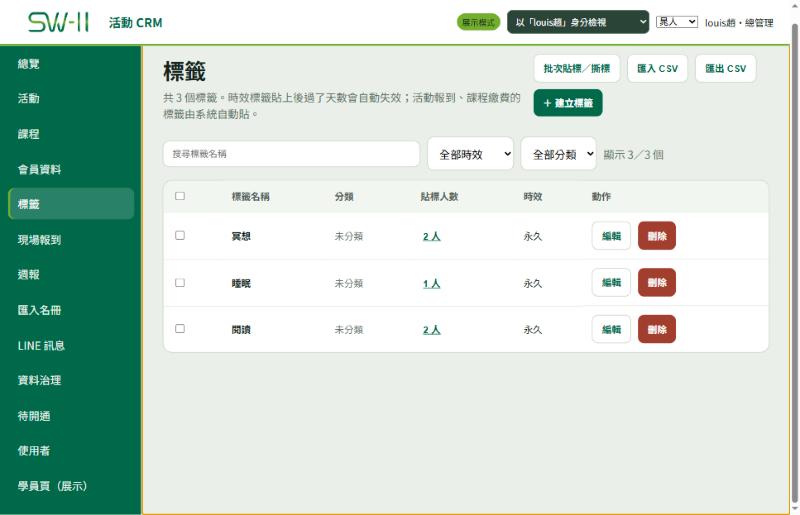 SW-II 活動 CRM
展示模式
以「louis趙」身分檢視
晁人
louis趙・總管理
總覽
活動
課程
會員資料
標籤
現場報到
週報
匯入名冊
LINE 訊息
資料治理
待開通
使用者
學員頁（展示）
標籤
共 3 個標籤。時效標籤貼上後過了天數會自動失效；活動報到、課程繳費的
標籤由系統自動貼。
批次貼標／撕標
匯入 CSV
匯出 CSV
＋ 建立標籤
搜尋標籤名稱
全部時效
全部分類
顯示 3／3 個
標籤名稱 分類 貼標人數 時效 動作
冥想 未分類 2 人 永久 編輯 刪除
睡眠 未分類 1 人 永久 編輯 刪除
閱讀 未分類 2 人 永久 編輯 刪除